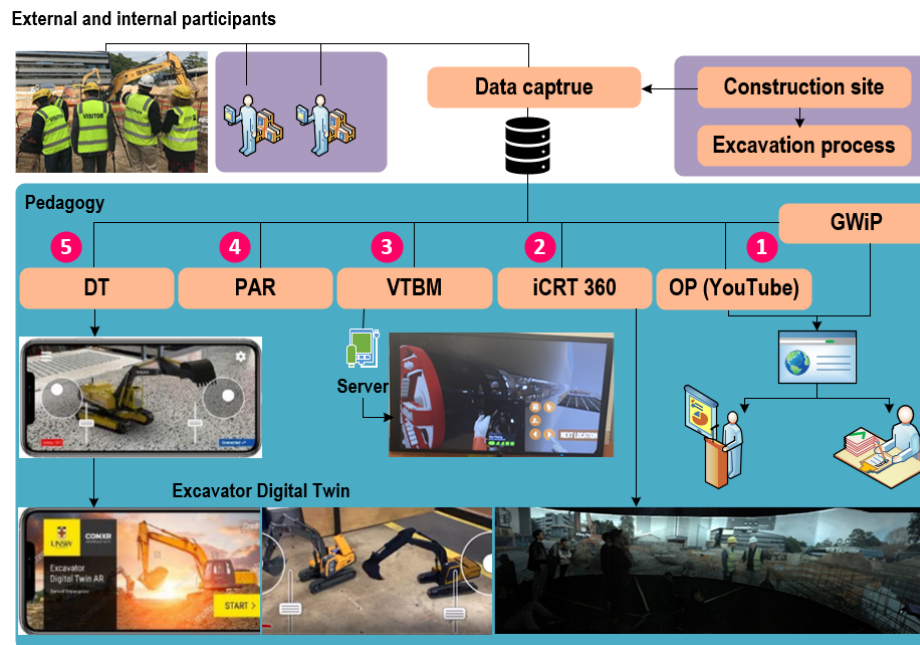 External and internal participants
VISITOR
Data captrue
Construction site
Excavation process
Pedagogy
GWiP
5
4
3
2
1
DT
PAR
VTBM
iCRT 360
OP (YouTube)
Server
Excavator Digital Twin
UNSW
CONXR
Excavator
Digital Twin AR
START >